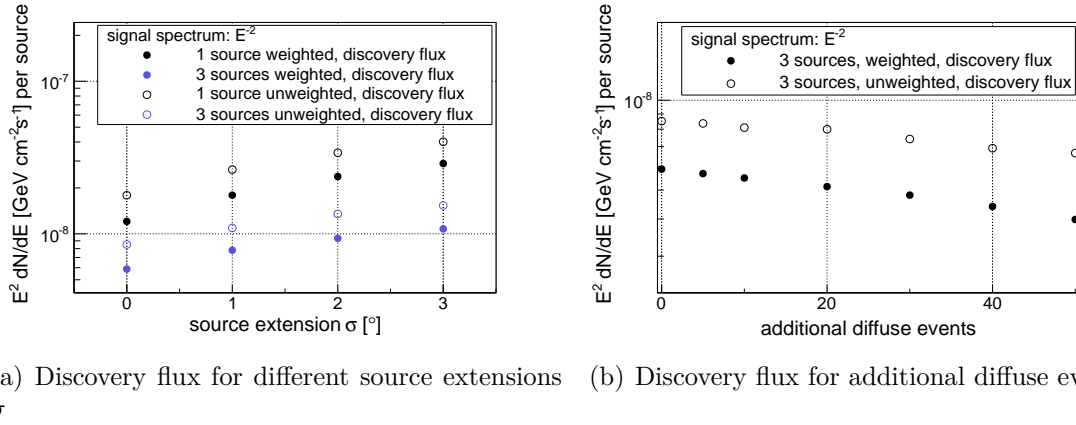 E² dN/dE [GeV cm⁻²s⁻¹] per source
signal spectrum: E⁻²
1 source weighted, discovery flux
3 sources weighted, discovery flux
1 source unweighted, discovery flux
3 sources unweighted, discovery flux
10⁻⁷
10⁻⁸
0 1 2 3
source extension σ [°]
a) Discovery flux for different source extensions
σ
E² dN/dE [GeV cm⁻²s⁻¹] per source
signal spectrum: E⁻²
3 sources, weighted, discovery flux
3 sources, unweighted, discovery flux
10⁻⁸
0 20 40
additional diffuse events
(b) Discovery flux for additional diffuse ev